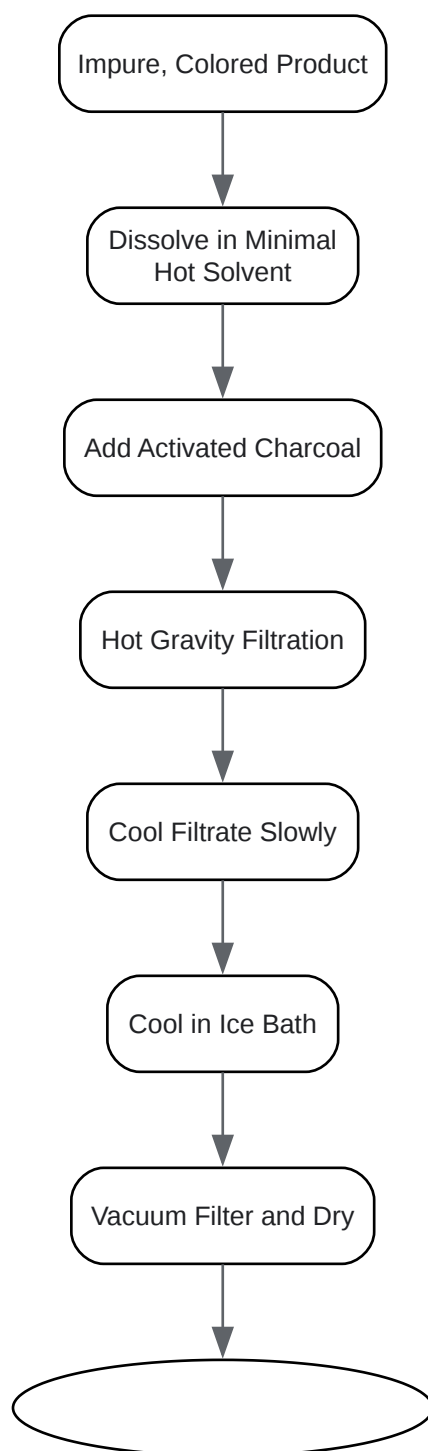 Impure, Colored Product
Dissolve in Minimal
Hot Solvent
Add Activated Charcoal
Hot Gravity Filtration
Cool Filtrate Slowly
Cool in Ice Bath
Vacuum Filter and Dry